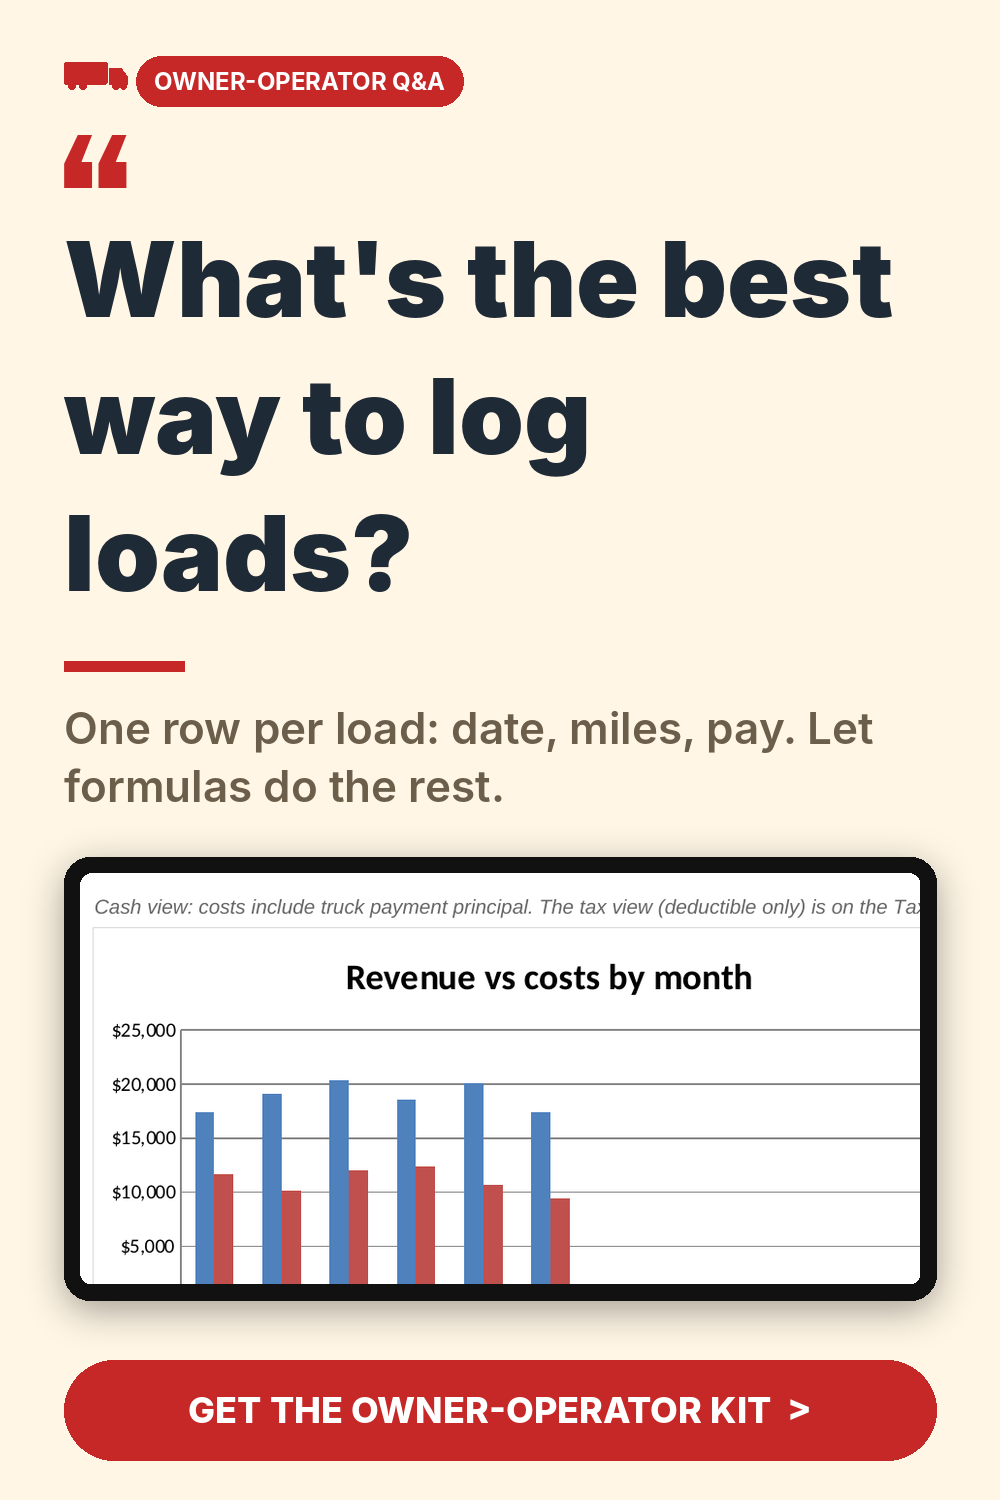 OWNER-OPERATOR Q&A
“
What's the best
way to log
loads?
One row per load: date, miles, pay. Let
formulas do the rest.
Cash view: costs include truck payment principal. The tax view (deductible only) is on the Tax
Revenue vs costs by month
$25,000
$20,000
$15,000
$10,000
$5,000
GET THE OWNER-OPERATOR KIT >